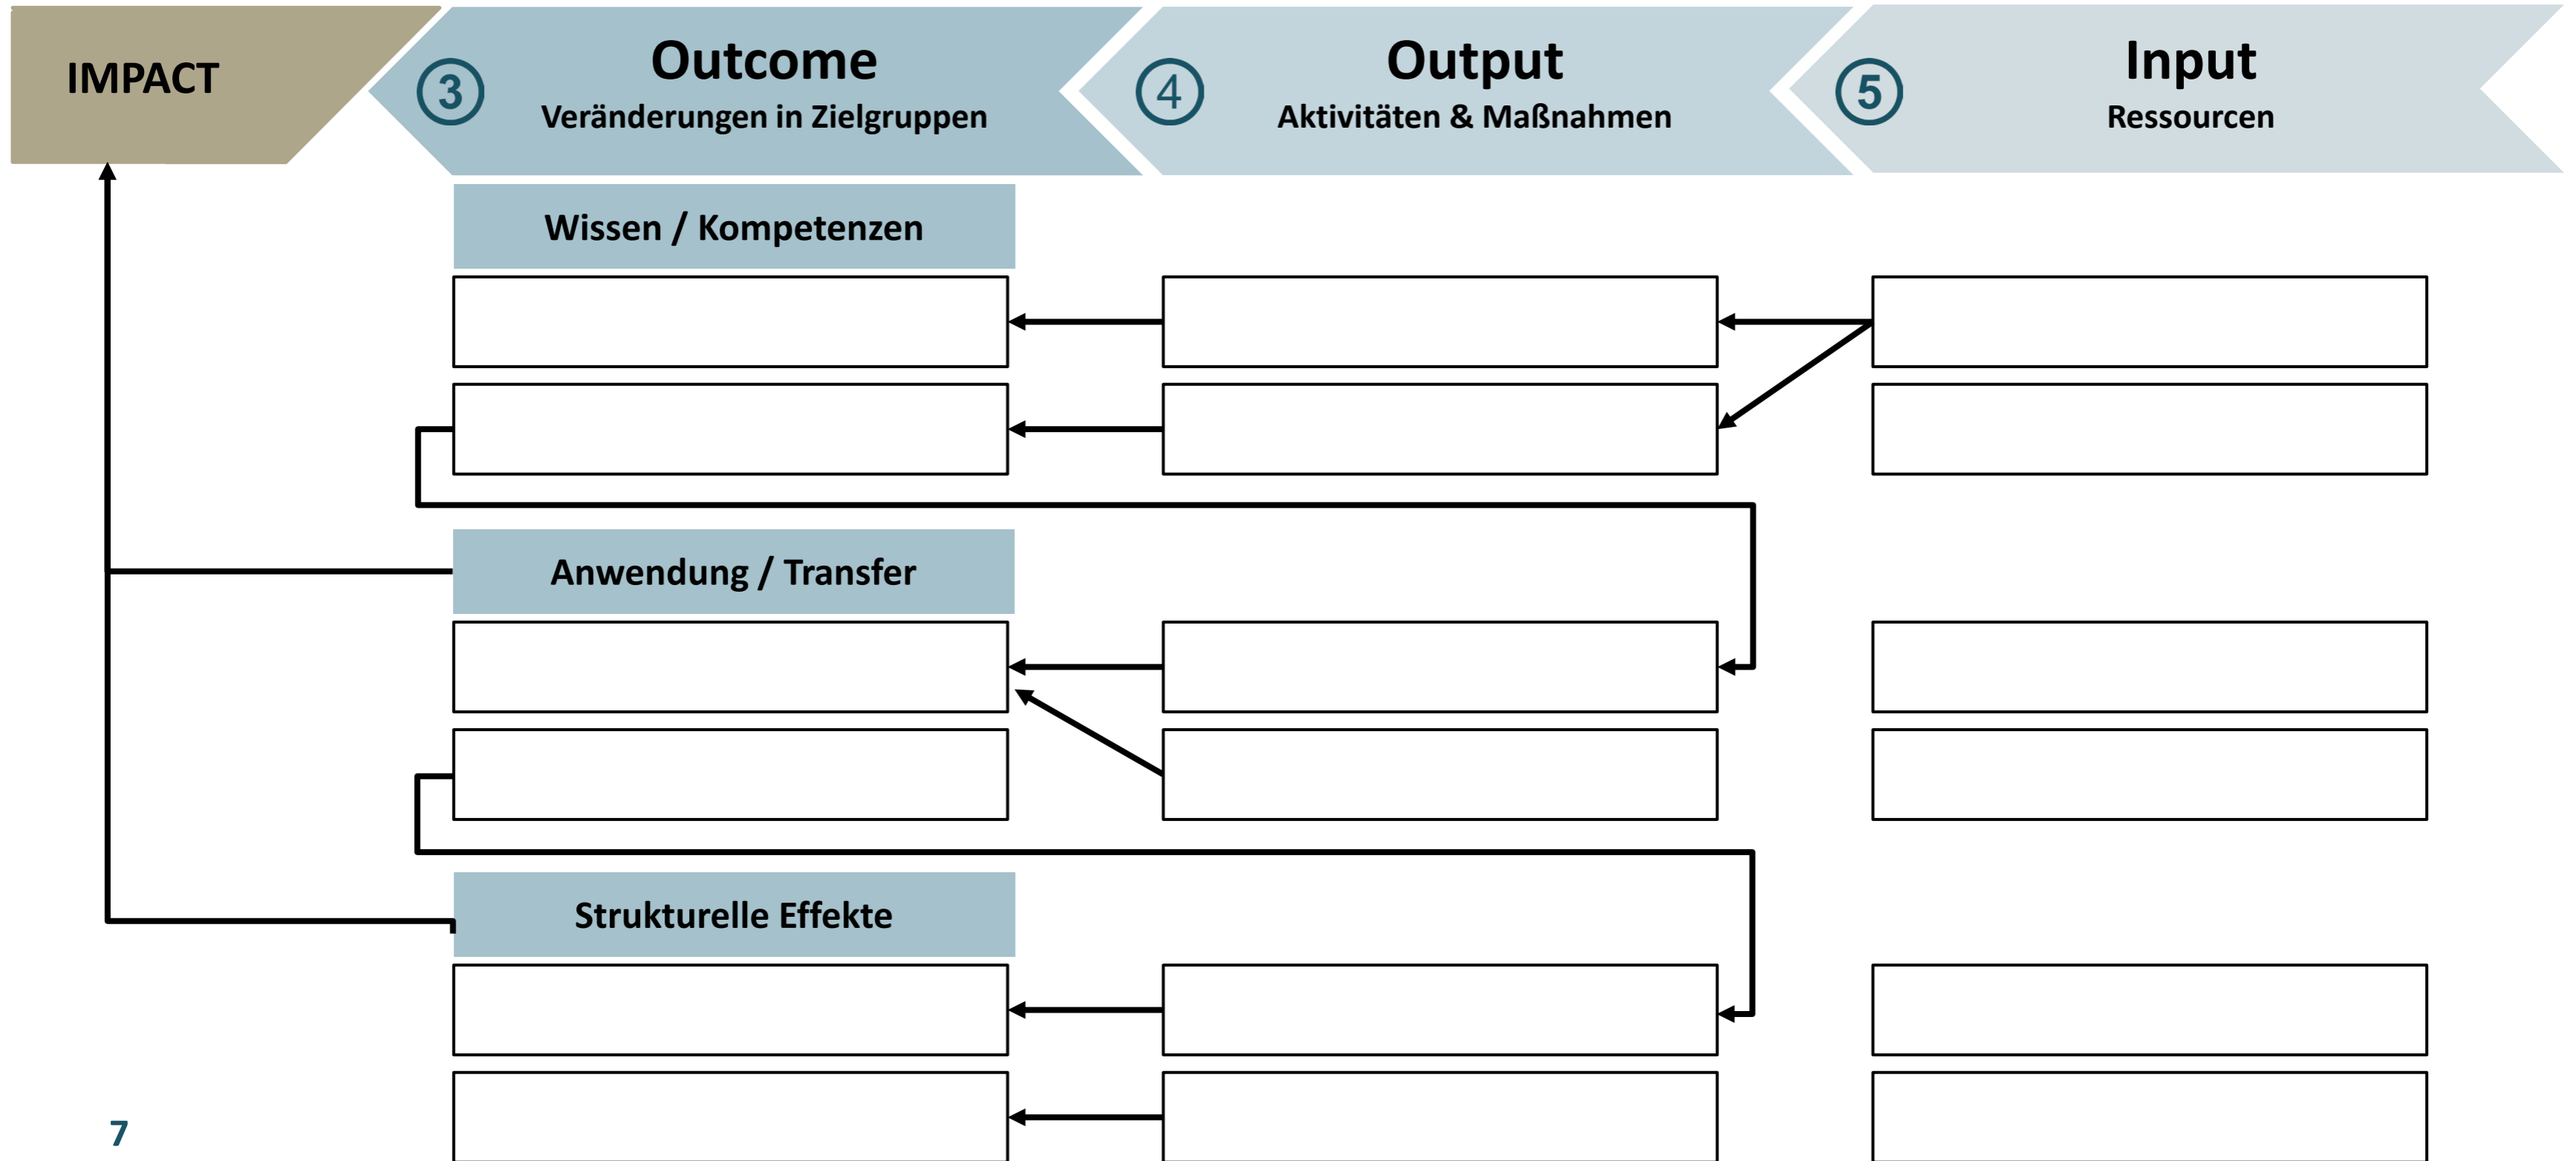 IMPACT
3
Outcome
Veränderungen in Zielgruppen
4
Output
Aktivitäten & Maßnahmen
5
Input
Ressourcen
Wissen / Kompetenzen
Anwendung / Transfer
Strukturelle Effekte
7